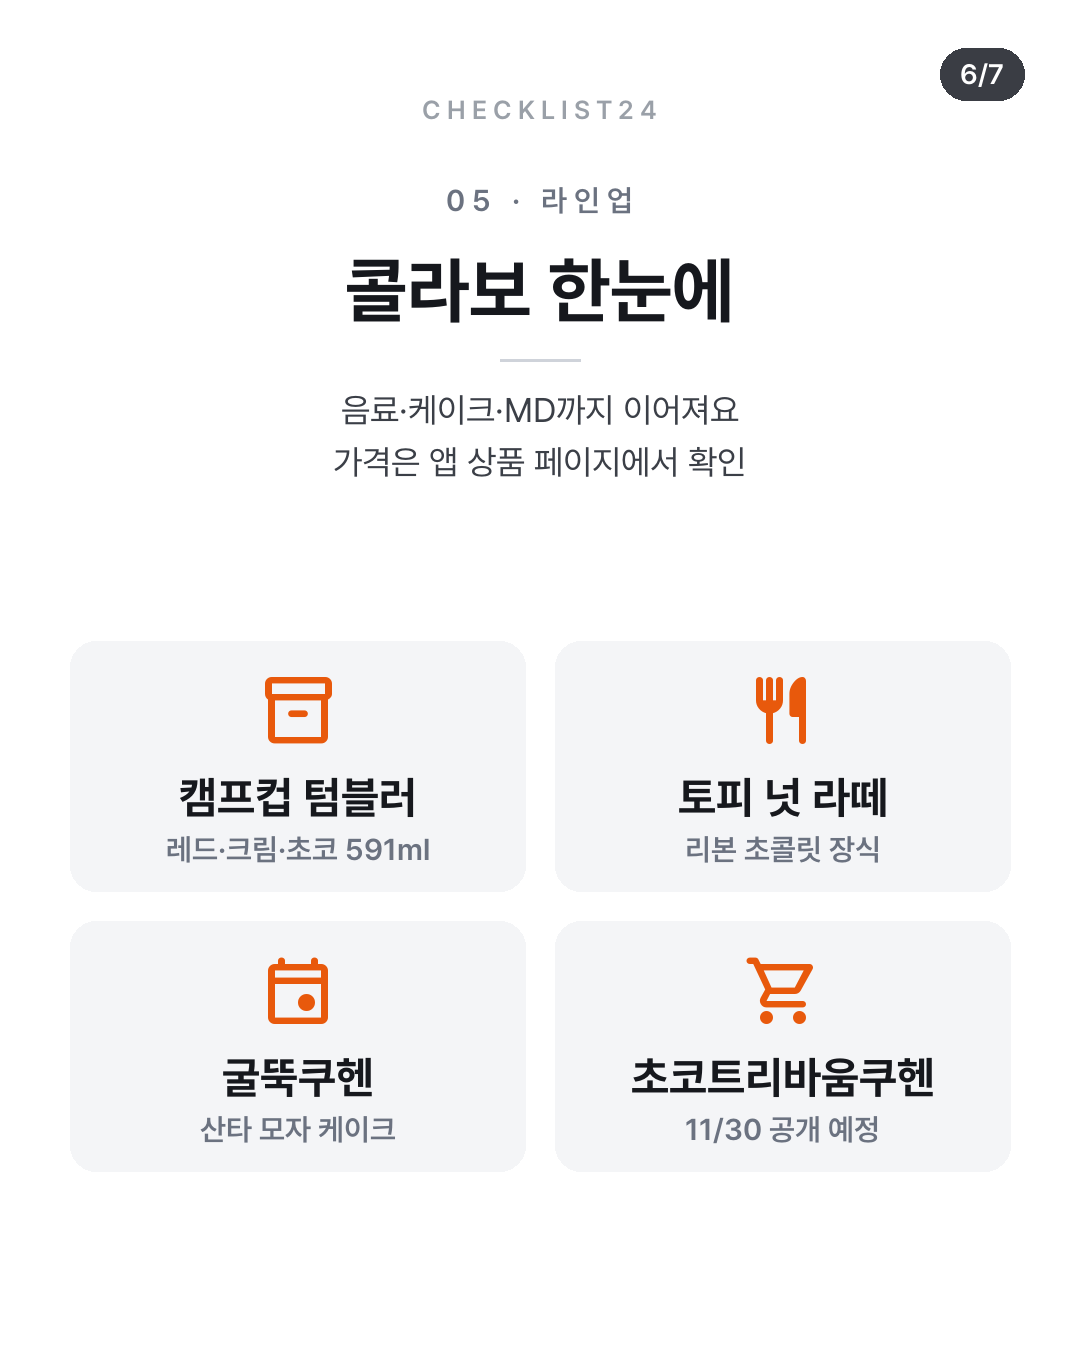 6/7
CHECKLIST24
05 · 라인업
콜라보 한눈에
음료·케이크·MD까지 이어져요
가격은 앱 상품 페이지에서 확인
캠프컵 텀블러
레드·크림·초코 591ml
토피 넛 라떼
리본 초콜릿 장식
굴뚝쿠헨
산타 모자 케이크
초코트리바움쿠헨
11/30 공개 예정